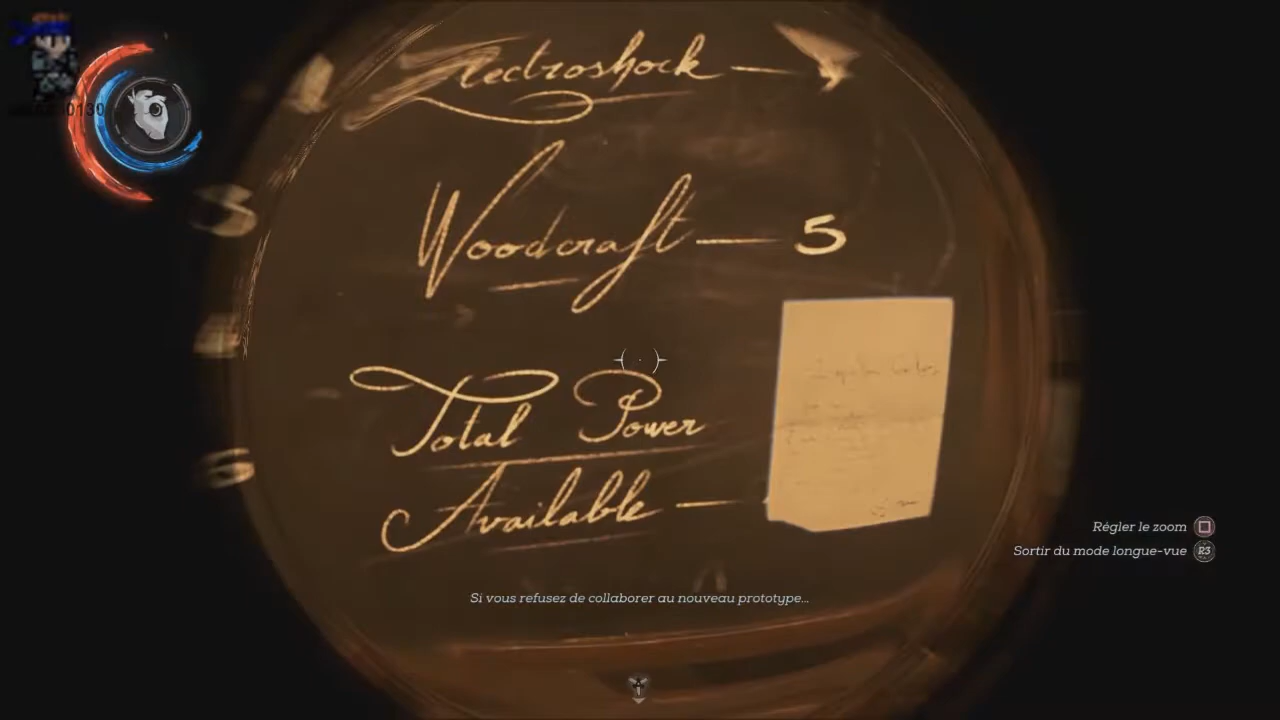 Electroshock —
Woodcraft — 5
Total Power
Available —
Régler le zoom
Sortir du mode longue-vue R3
Si vous refusez de collaborer au nouveau prototype...